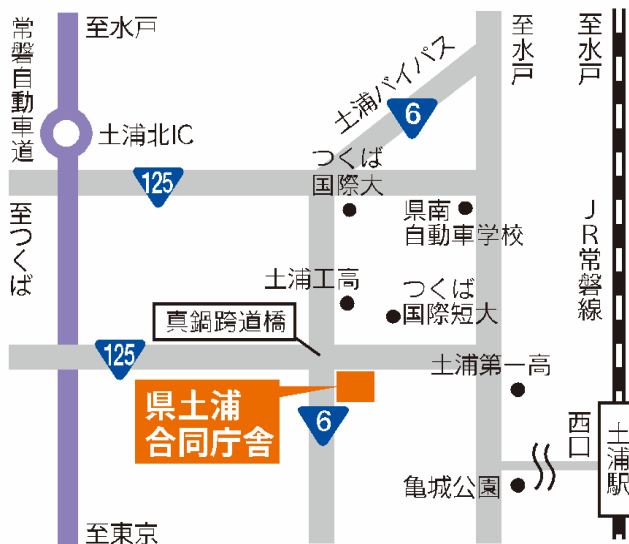 常磐自動車道
至水戸
土浦バイパス
6
至水戸
至水戸
土浦北IC
125
つくば
国際大
県南
自動車学校
至つくば
JR常磐線
土浦工高
つくば
国際短大
真鍋跨道橋
125
土浦第一高
県土浦
合同庁舎
6
西口
土浦駅
亀城公園
至東京